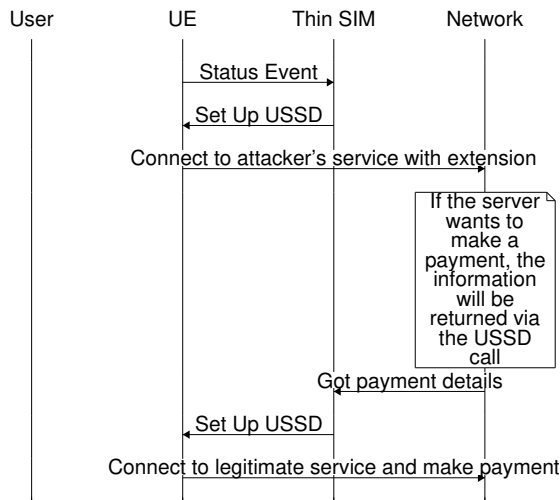 User UE Thin SIM Network
Status Event
Set Up USSD
Connect to attacker's service with extension
If the server
wants to
make a
payment, the
information
will be
returned via
the USSD
call
Got payment details
Set Up USSD
Connect to legitimate service and make payment